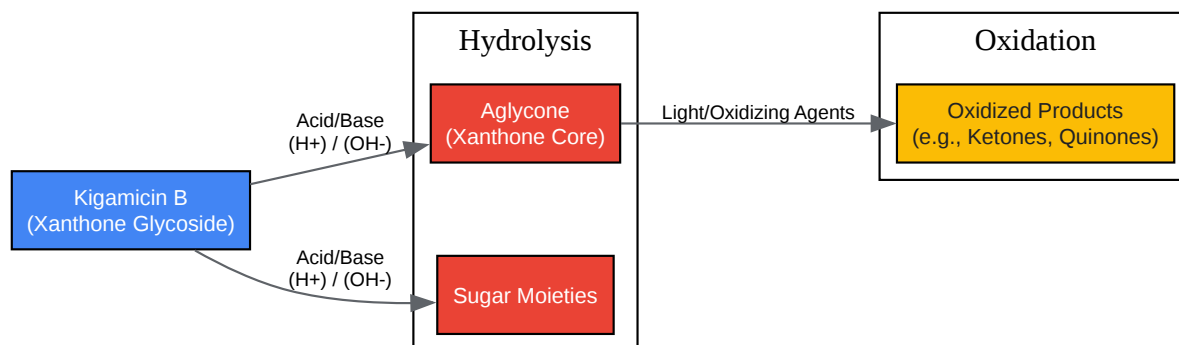 Hydrolysis
Oxidation
Aglycone
(Xanthone Core)
Light/Oxidizing Agents
Oxidized Products
(e.g., Ketones, Quinones)
Acid/Base
(H+) / (OH-)
Kigamicin B
(Xanthone Glycoside)
Acid/Base
(H+) / (OH-)
Sugar Moieties